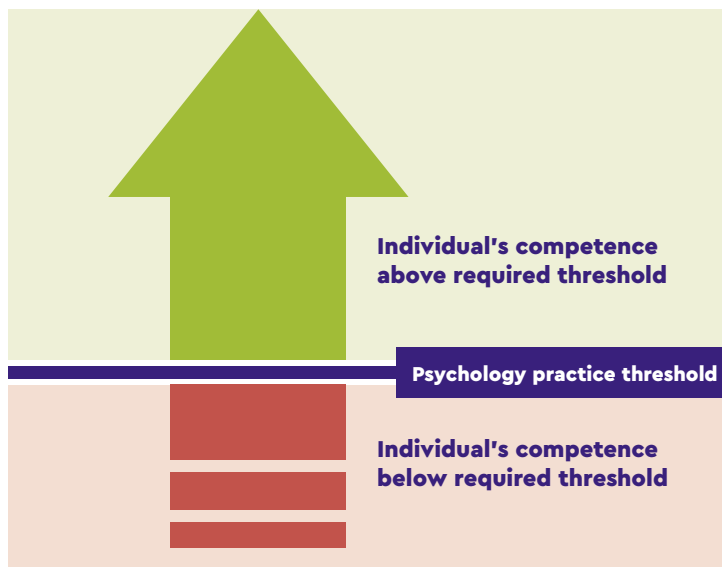 Individual's competence
above required threshold
Psychology practice threshold
Individual's competence
below required threshold